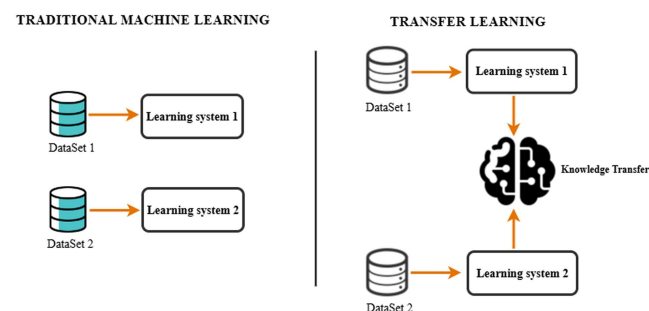 TRADITIONAL MACHINE LEARNING
DataSet 1
Learning system 1
DataSet 2
Learning system 2
TRANSFER LEARNING
DataSet 1
Learning system 1
Knowledge Transfer
DataSet 2
Learning system 2